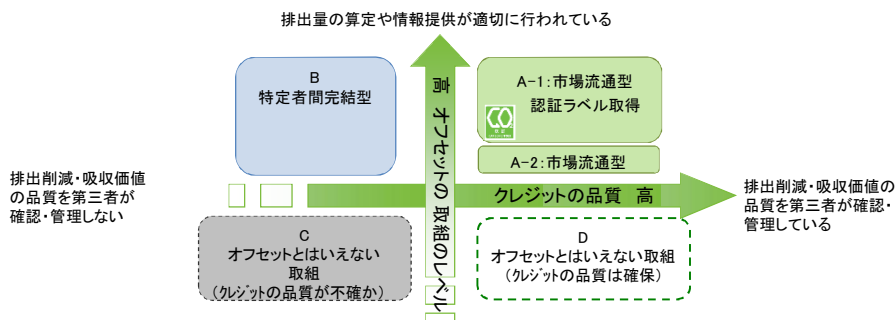 排出量の算定や情報提供が適切に行われている
B
特定者間完結型
高 オフセットの 取組のレベル
A-1:市場流通型
認証ラベル取得
CO2
A-2:市場流通型
排出削減・吸収価値
の品質を第三者が
確認・管理しない
クレジットの品質 高
排出削減・吸収価値の
品質を第三者が確認・
管理している
C
オフセットとはいえない
取組
(クレジットの品質が不確か)
D
オフセットとはいえない取組
(クレジットの品質は確保)